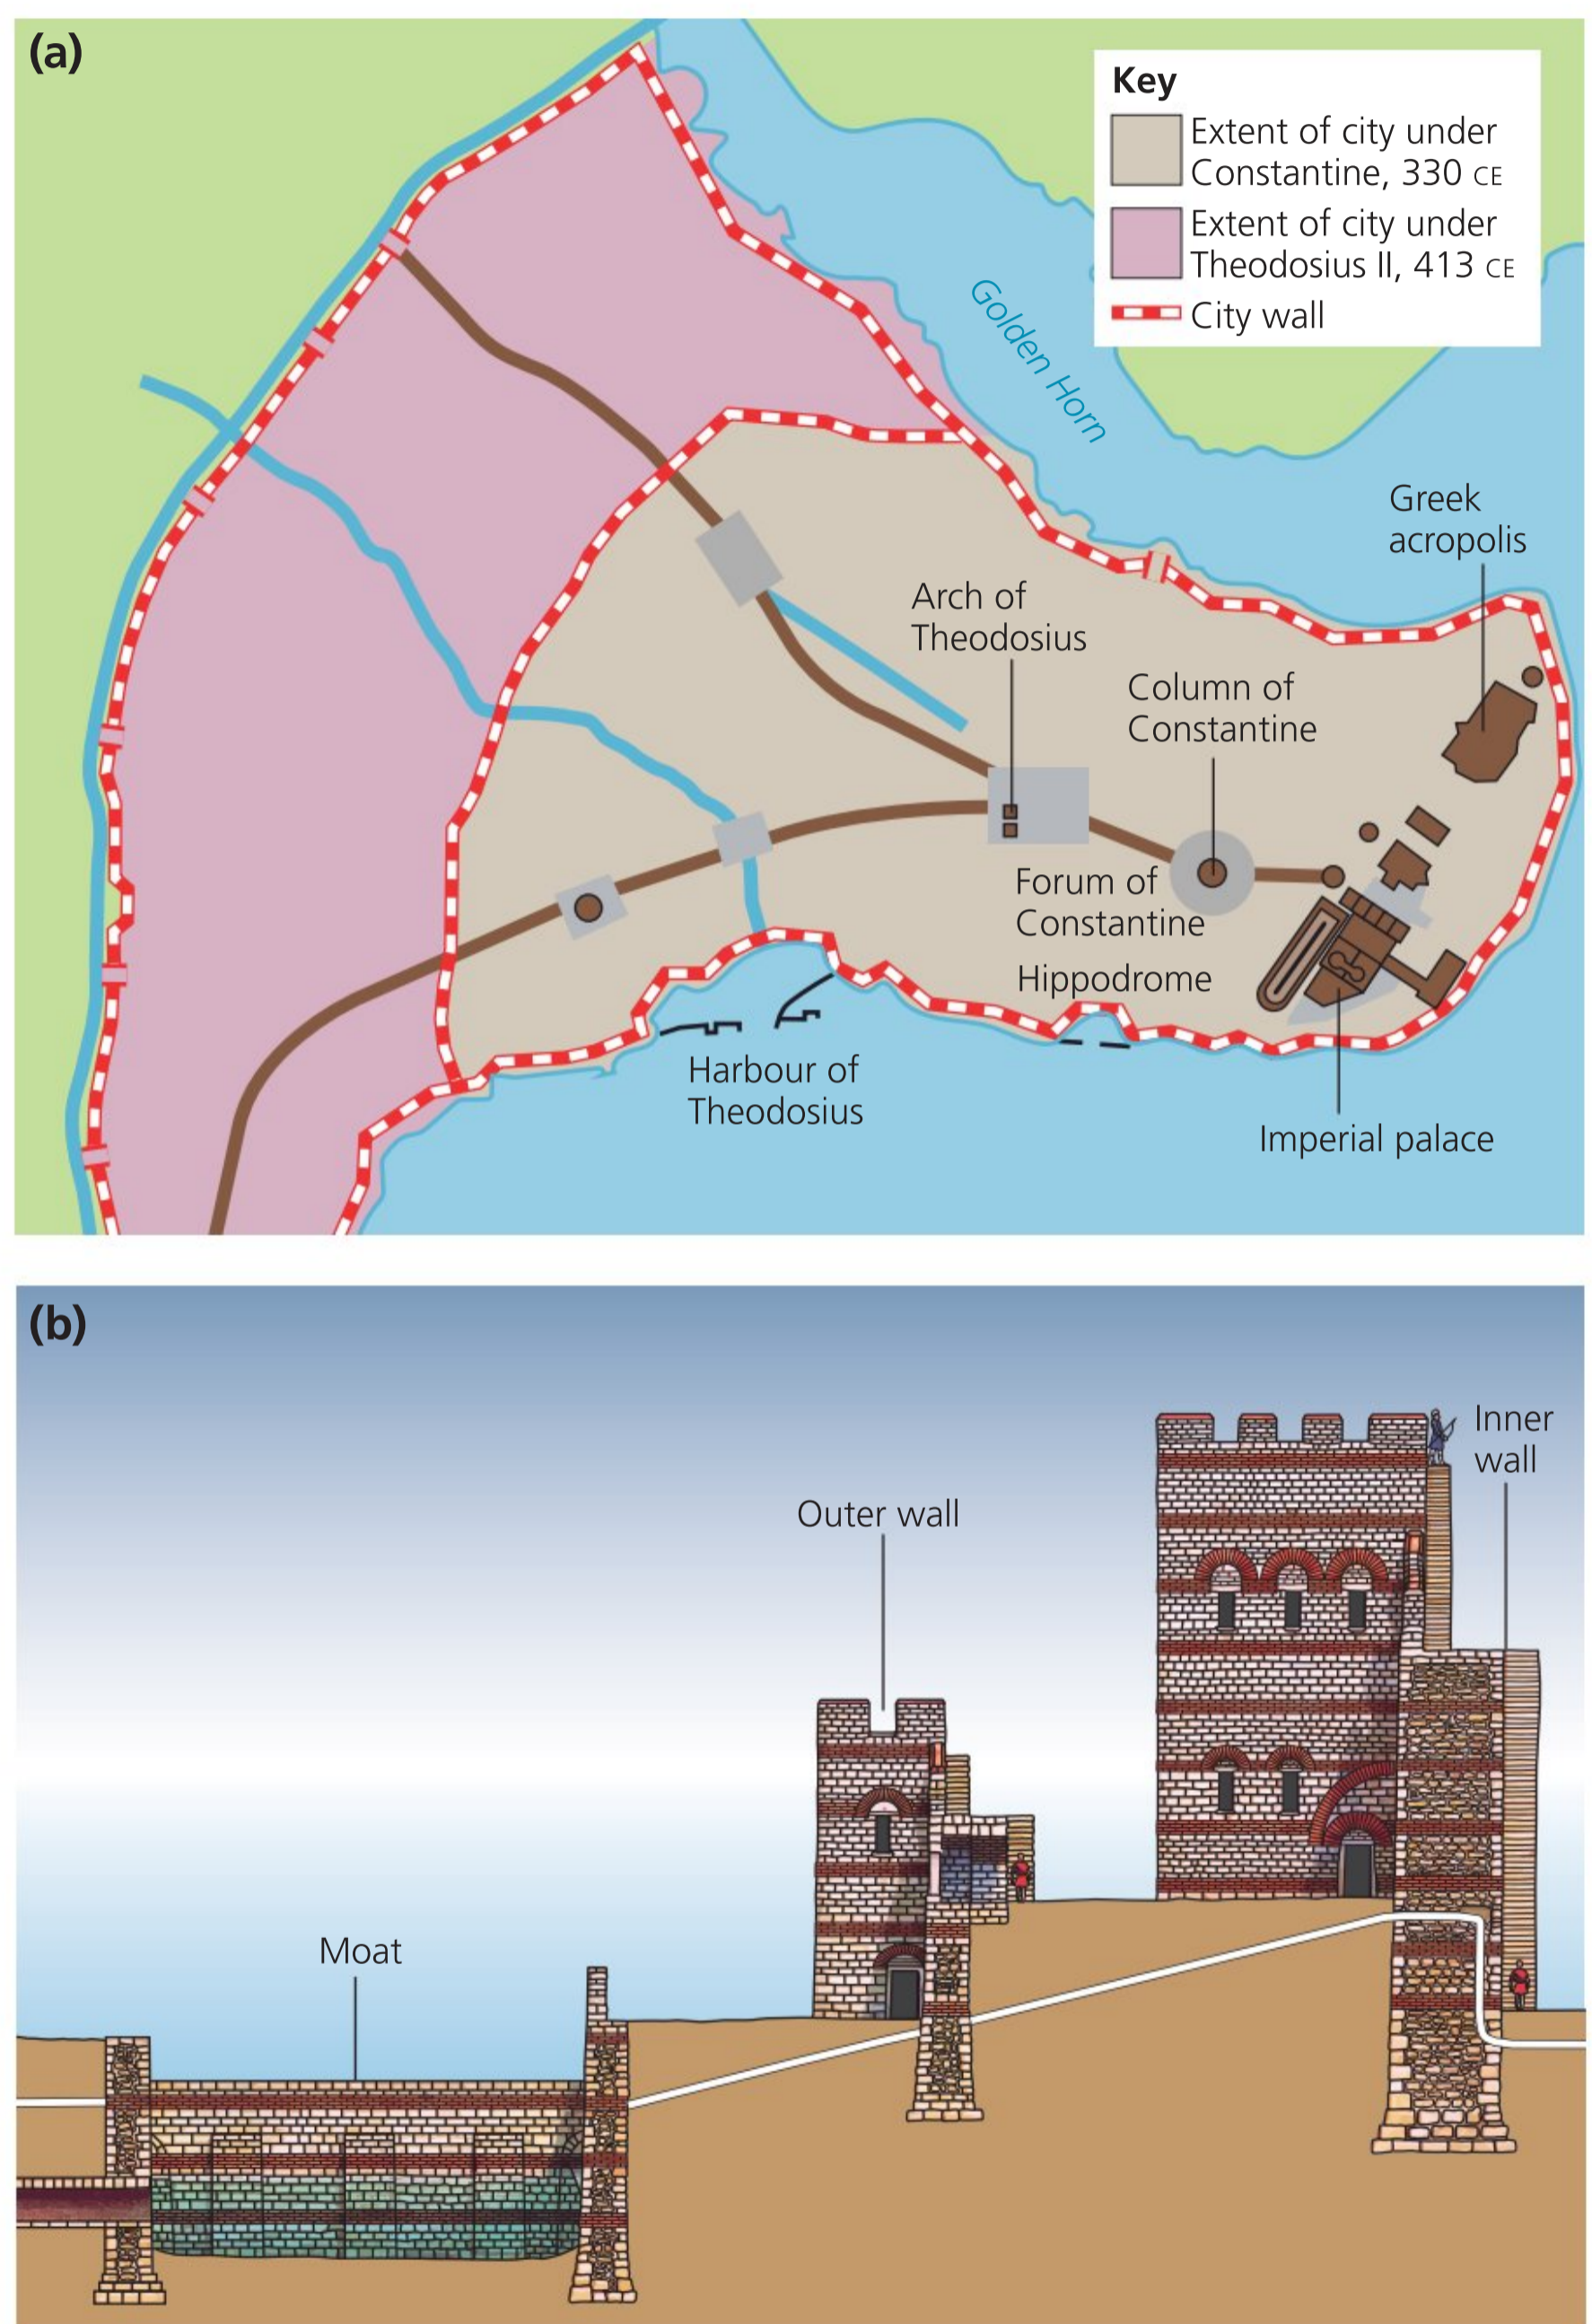 (a)
Key
Extent of city under
Constantine, 330 CE
Extent of city under
Theodosius II, 413 CE
City wall
Golden Horn
Greek
acropolis
Arch of
Theodosius
Column of
Constantine
Forum of
Constantine
Hippodrome
Harbour of
Theodosius
Imperial palace
(b)
Inner
wall
Outer wall
Moat